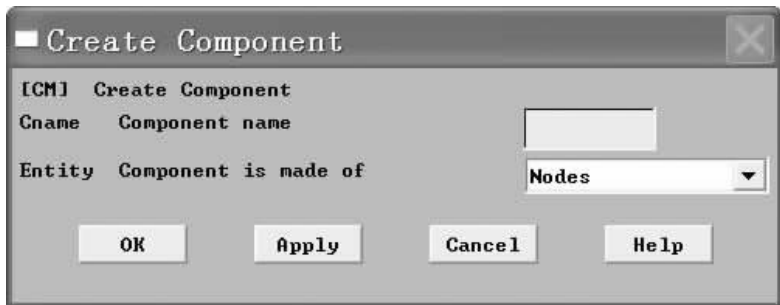 Create Component
[CM] Create Component
Cname Component name
Entity Component is made of Nodes
OK Apply Cancel Help